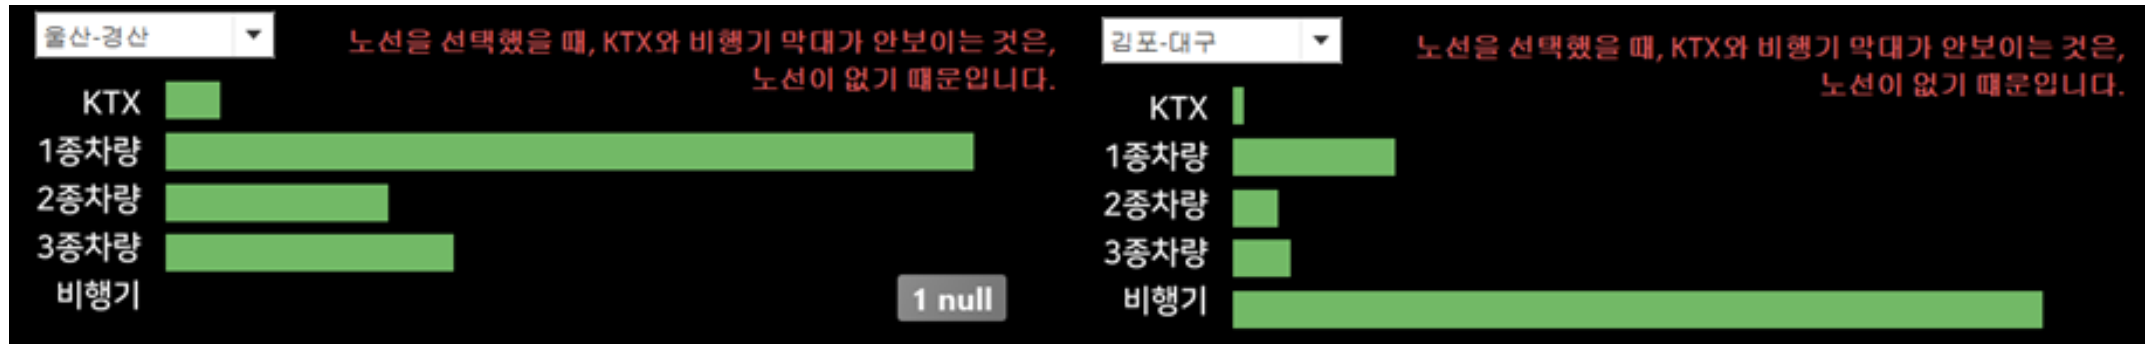 울산-경산
노선을 선택했을 때, KTX와 비행기 막대가 안보이는 것은,
노선이 없기 때문입니다.
KTX
1종차량
2종차량
3종차량
비행기
1 null
김포-대구
노선을 선택했을 때, KTX와 비행기 막대가 안보이는 것은,
노선이 없기 때문입니다.
KTX
1종차량
2종차량
3종차량
비행기